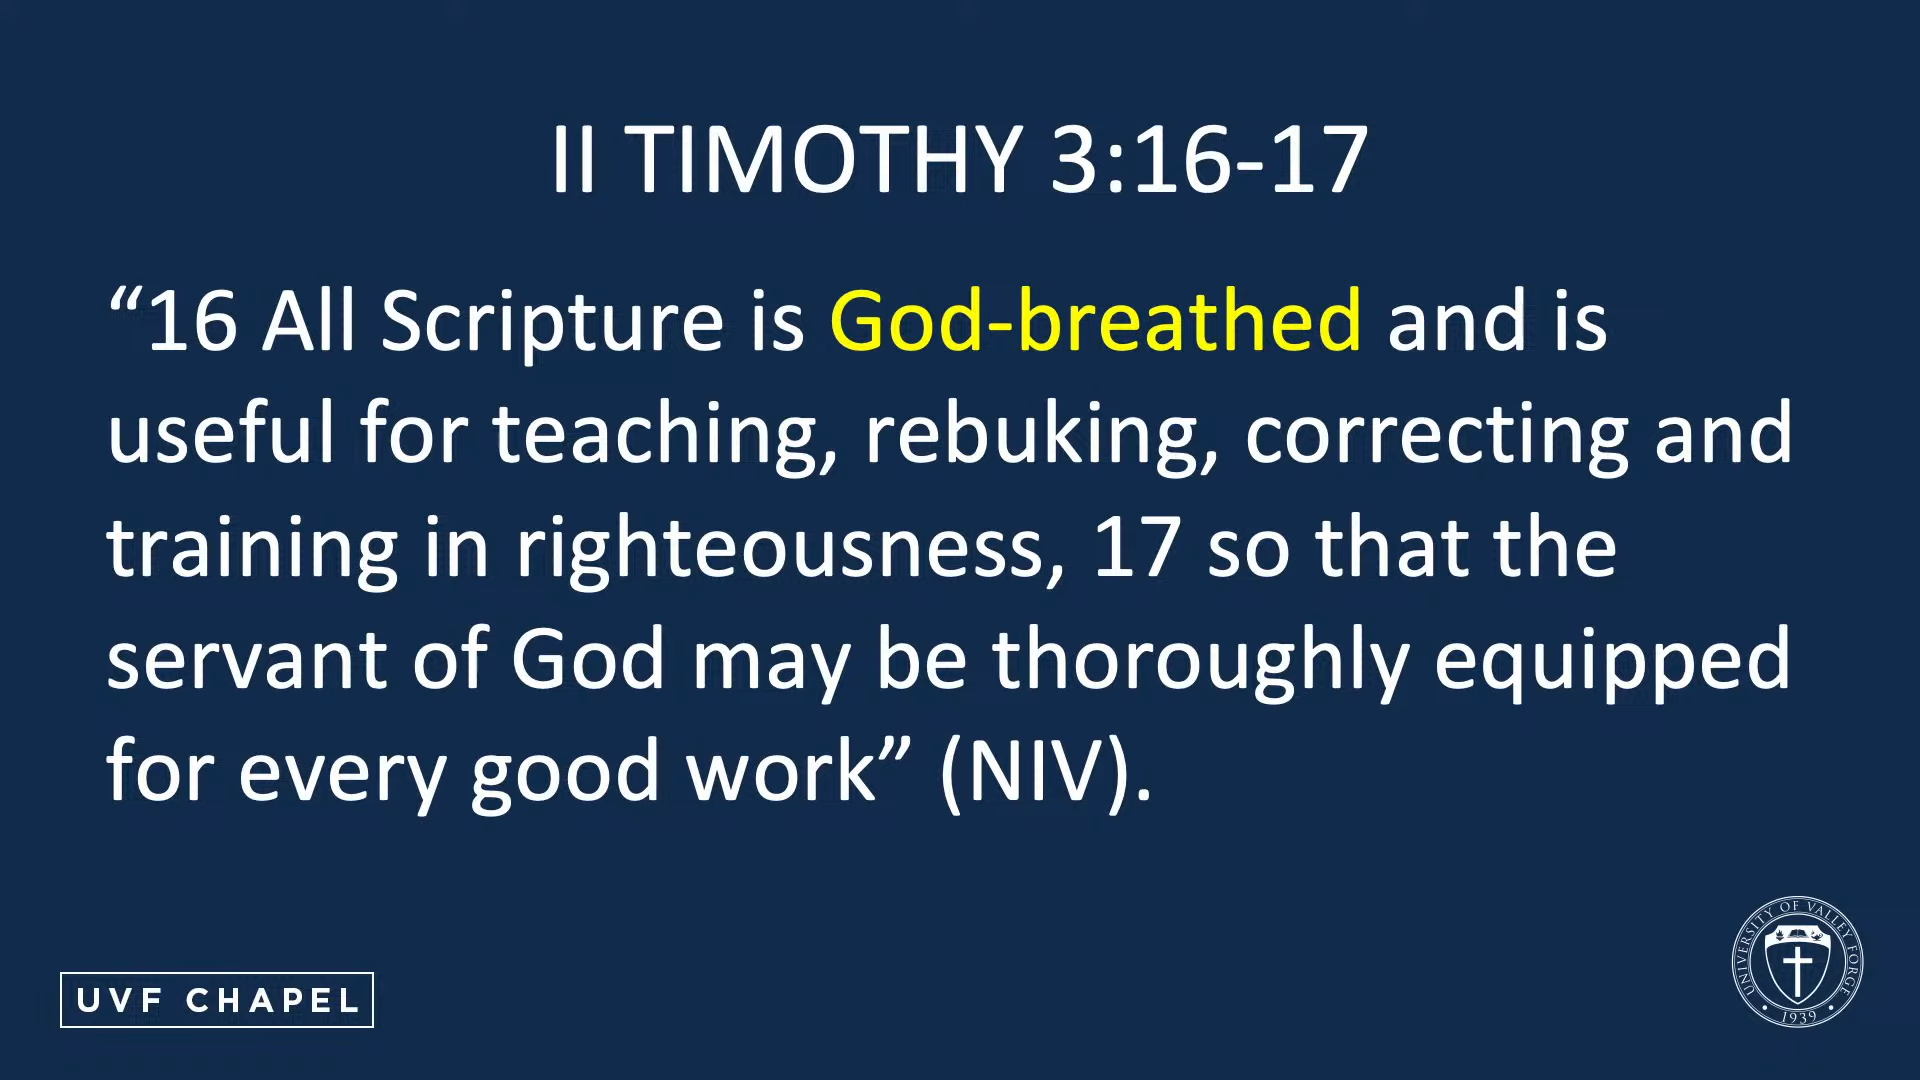 II TIMOTHY 3:16-17
“16 All Scripture is God-breathed and is
useful for teaching, rebuking, correcting and
training in righteousness, 17 so that the
servant of God may be thoroughly equipped
for every good work” (NIV).
UVF CHAPEL
UNIVERSITY OF VALLEY FORGE
1939